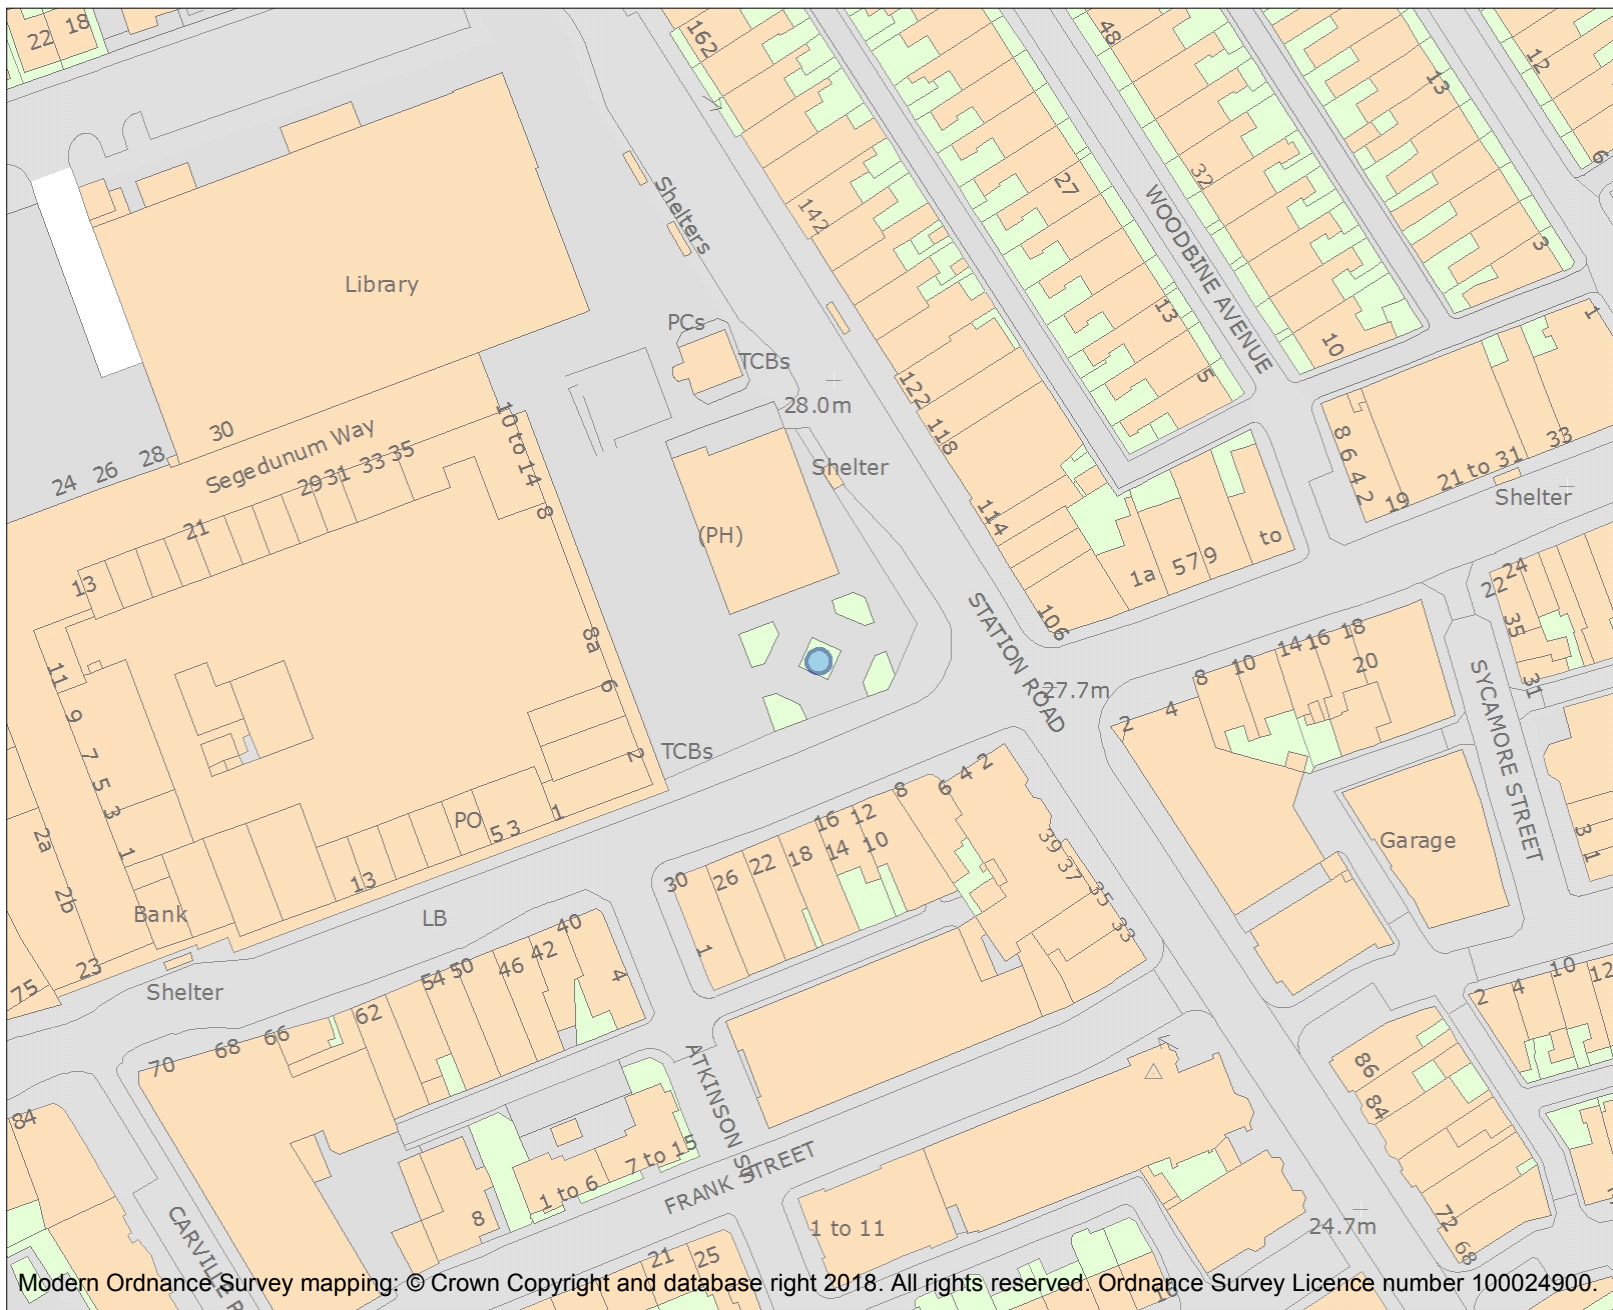 22 18
162
48
12
13
6
Shelters
27
32
142
WOODBINE AVENUE
3
Library
PCs
TCBs
13
1
10
5
28.0m
122
118
10 to 14
8 6 4 2
33
30
Segedunum Way
24 26 28
29 31 33 35
Shelter
21 to 31
19
Shelter
8
114
21
(PH)
to
1a 5 7 9
22 24
13
STATION ROAD
106
35
8a
14 16 18
10
20
8
11
6
27.7m
31
SYCAMORE STREET
9
2 4
7
2
TCBs
2 4 6
8
5
3
PO
5 3
1
16 12
14 10
39 37 35 33
Garage
3 1
2a
1
18
22
26
30
13
2b
Bank
LB
40
42
46
50
54
1
23
75
Shelter
4
10 12
2 4
62
66
68
70
ATKINSON St
86
84
84
7 to 15
FRANK STREET
1 to 6
8
CARVILLE R
1 to 11
24.7m
72
68
21 25
16
Modern Ordnance Survey mapping: © Crown Copyright and database right 2018. All rights reserved. Ordnance Survey Licence number 100024900.